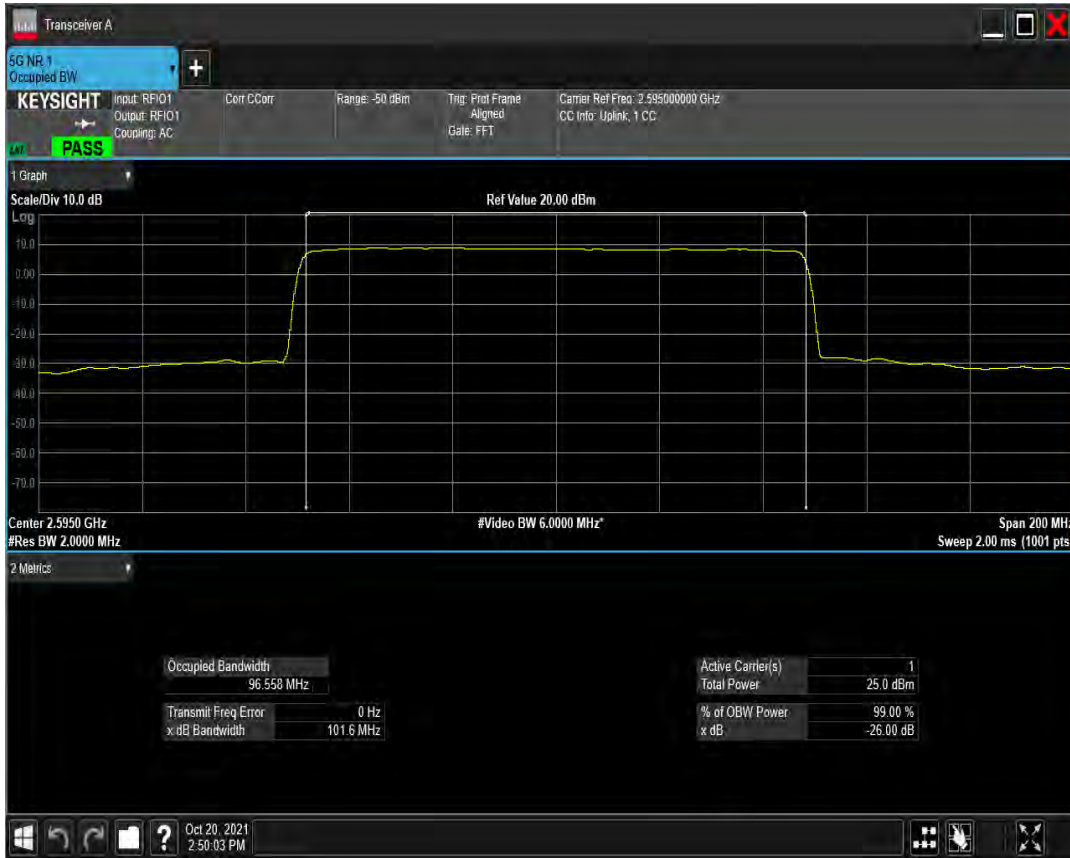 Transceiver A
5G NR 1
Occupied BW
+
KEYSIGHT
Input: RFIO1
Output: RFIO1
Coupling: AC
Corr CCorr
Range: -50 dBm
Trig: Prot Frame
Aligned
Gate: FFT
Carrier Ref Freq: 2.595000000 GHz
CC Info: Uplink, 1 CC
PASS
1 Graph
Scale/Div 10.0 dB
Ref Value 20.00 dBm
Log
10.0
0.00
-10.0
-20.0
-30.0
-40.0
-50.0
-60.0
-70.0
Center 2.5950 GHz
#Video BW 6.0000 MHz*
Span 200 MHz
#Res BW 2.0000 MHz
Sweep 2.00 ms (1001 pts
2 Metrics
Occupied Bandwidth
96.558 MHz
Transmit Freq Error 0 Hz
x dB Bandwidth 101.6 MHz
Active Carrier(s) 1
Total Power 25.0 dBm
% of OBW Power 99.00 %
x dB -26.00 dB
?
Oct 20, 2021
2:50:03 PM